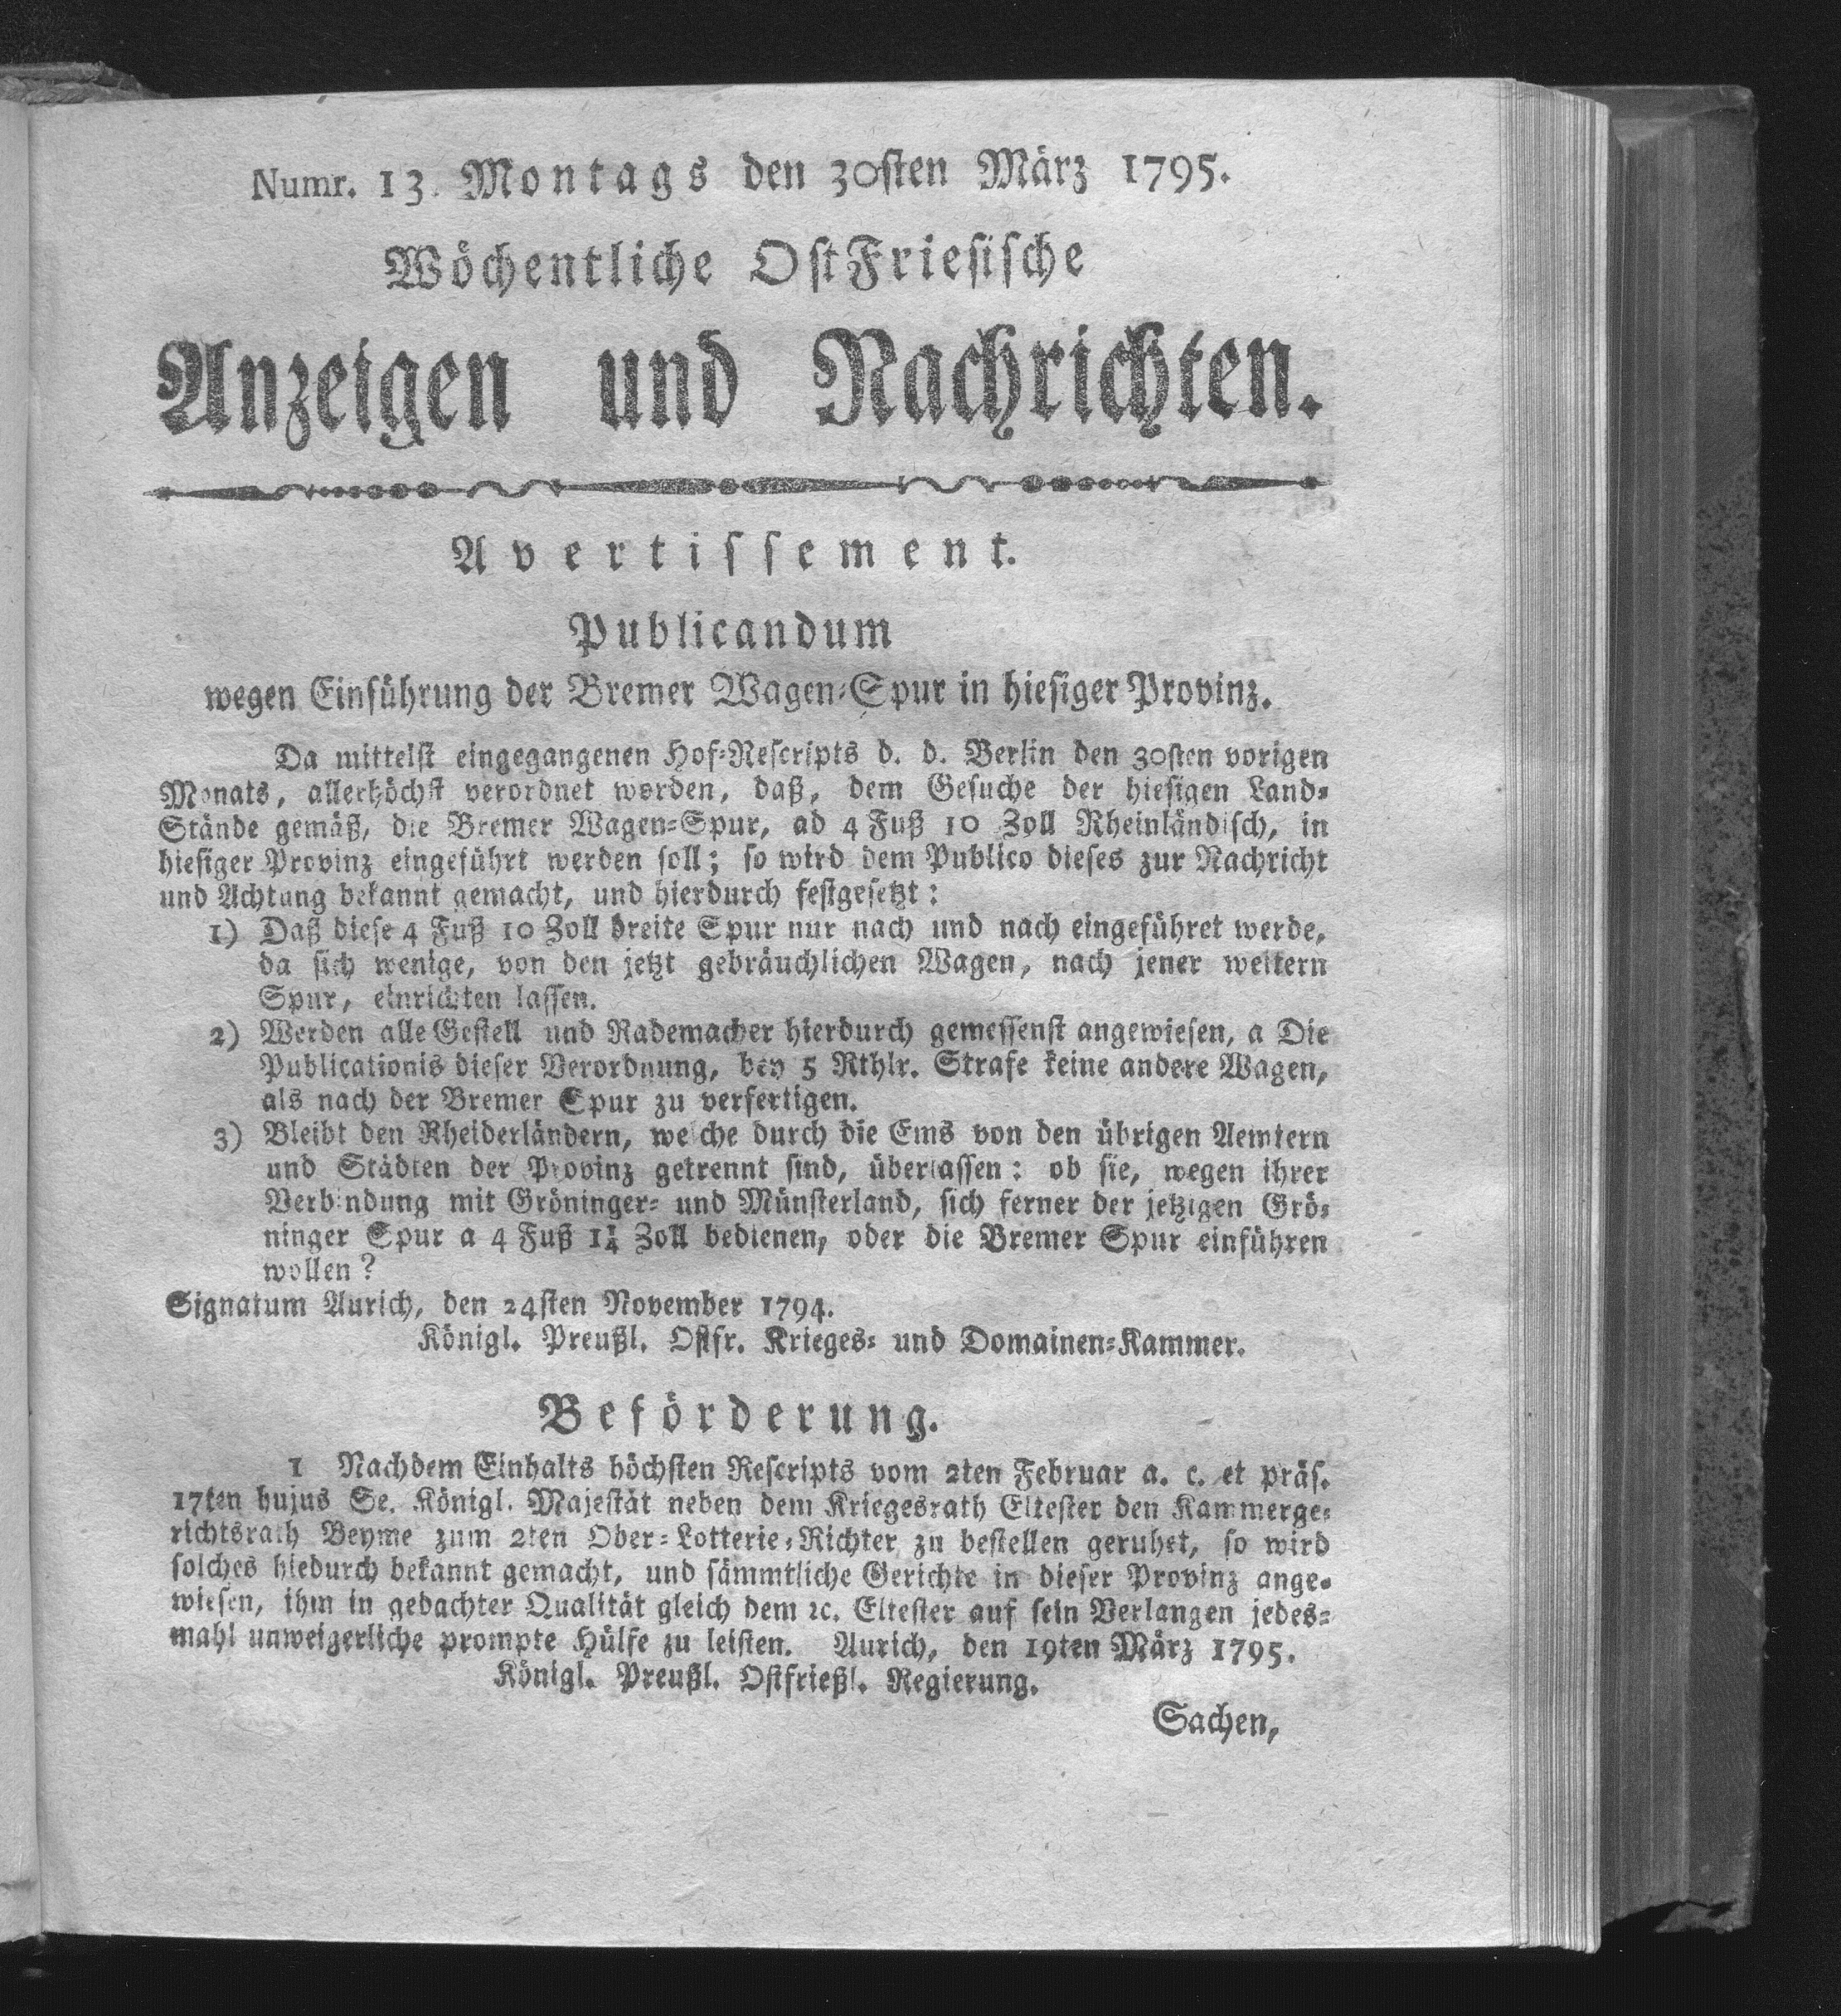 Numr. 13. Montags den 30sten März 1795.
Wöchentliche OstFriesische
Anzeigen und Nachrichten.
Avertissement.
Publicandum
wegen Einführung der Bremer Wagen-Spur in hiesiger Provinz.
Da mittelst eingegangenen Hof-Rescripts d. d. Berlin den 30sten vorigen
Monats, allerhöchst verordnet worden, daß, dem Gesuche der hiesigen Land-
Stände gemäß, die Bremer Wagen-Spur, ad 4 Fuß 10 Zoll Rheinländisch, in
hiesiger Provinz eingeführt werden soll; so wird dem Publico dieses zur Nachricht
und Achtung bekannt gemacht, und hierdurch festgesetzt:
1) Daß diese 4 Fuß 10 Zoll breite Spur nur nach und nach eingeführet werde,
da sich wenige, von den jetzt gebräuchlichen Wagen, nach jener weitern
Spur, einrichten lassen.
2) Werden alle Gestell und Rademacher hierdurch gemessenst angewiesen, a Die
Publicationis dieser Verordnung, bey 5 Rthlr. Strafe keine andere Wagen,
als nach der Bremer Spur zu verfertigen.
3) Bleibt den Rheiderländern, welche durch die Ems von den übrigen Aemtern
und Städten der Provinz getrennt sind, überlassen: ob sie, wegen ihrer
Verbindung mit Gröninger- und Münsterland, sich ferner der jetzigen Grö-
ninger Spur a 4 Fuß 1¼ Zoll bedienen, oder die Bremer Spur einführen
wollen?
Signatum Aurich, den 24sten November 1794.
Königl. Preußl. Ostfr. Krieges- und Domainen-Kammer.
Beförderung.
1 Nachdem Einhalts höchsten Rescripts vom 2ten Februar a. c. et präs.
17ten hujus Se. Königl. Majestät neben dem Kriegesrath Eltester den Kammerge-
richtsrath Beyme zum 2ten Ober-Lotterie-Richter zu bestellen geruhet, so wird
solches hiedurch bekannt gemacht, und sämmtliche Gerichte in dieser Provinz ange-
wiesen, ihm in gedachter Qualität gleich dem ꝛc. Eltester auf sein Verlangen jedes-
mahl unweigerliche prompte Hülfe zu leisten. Aurich, den 19ten März 1795.
Königl. Preußl. Ostfrießl. Regierung.
Sachen,